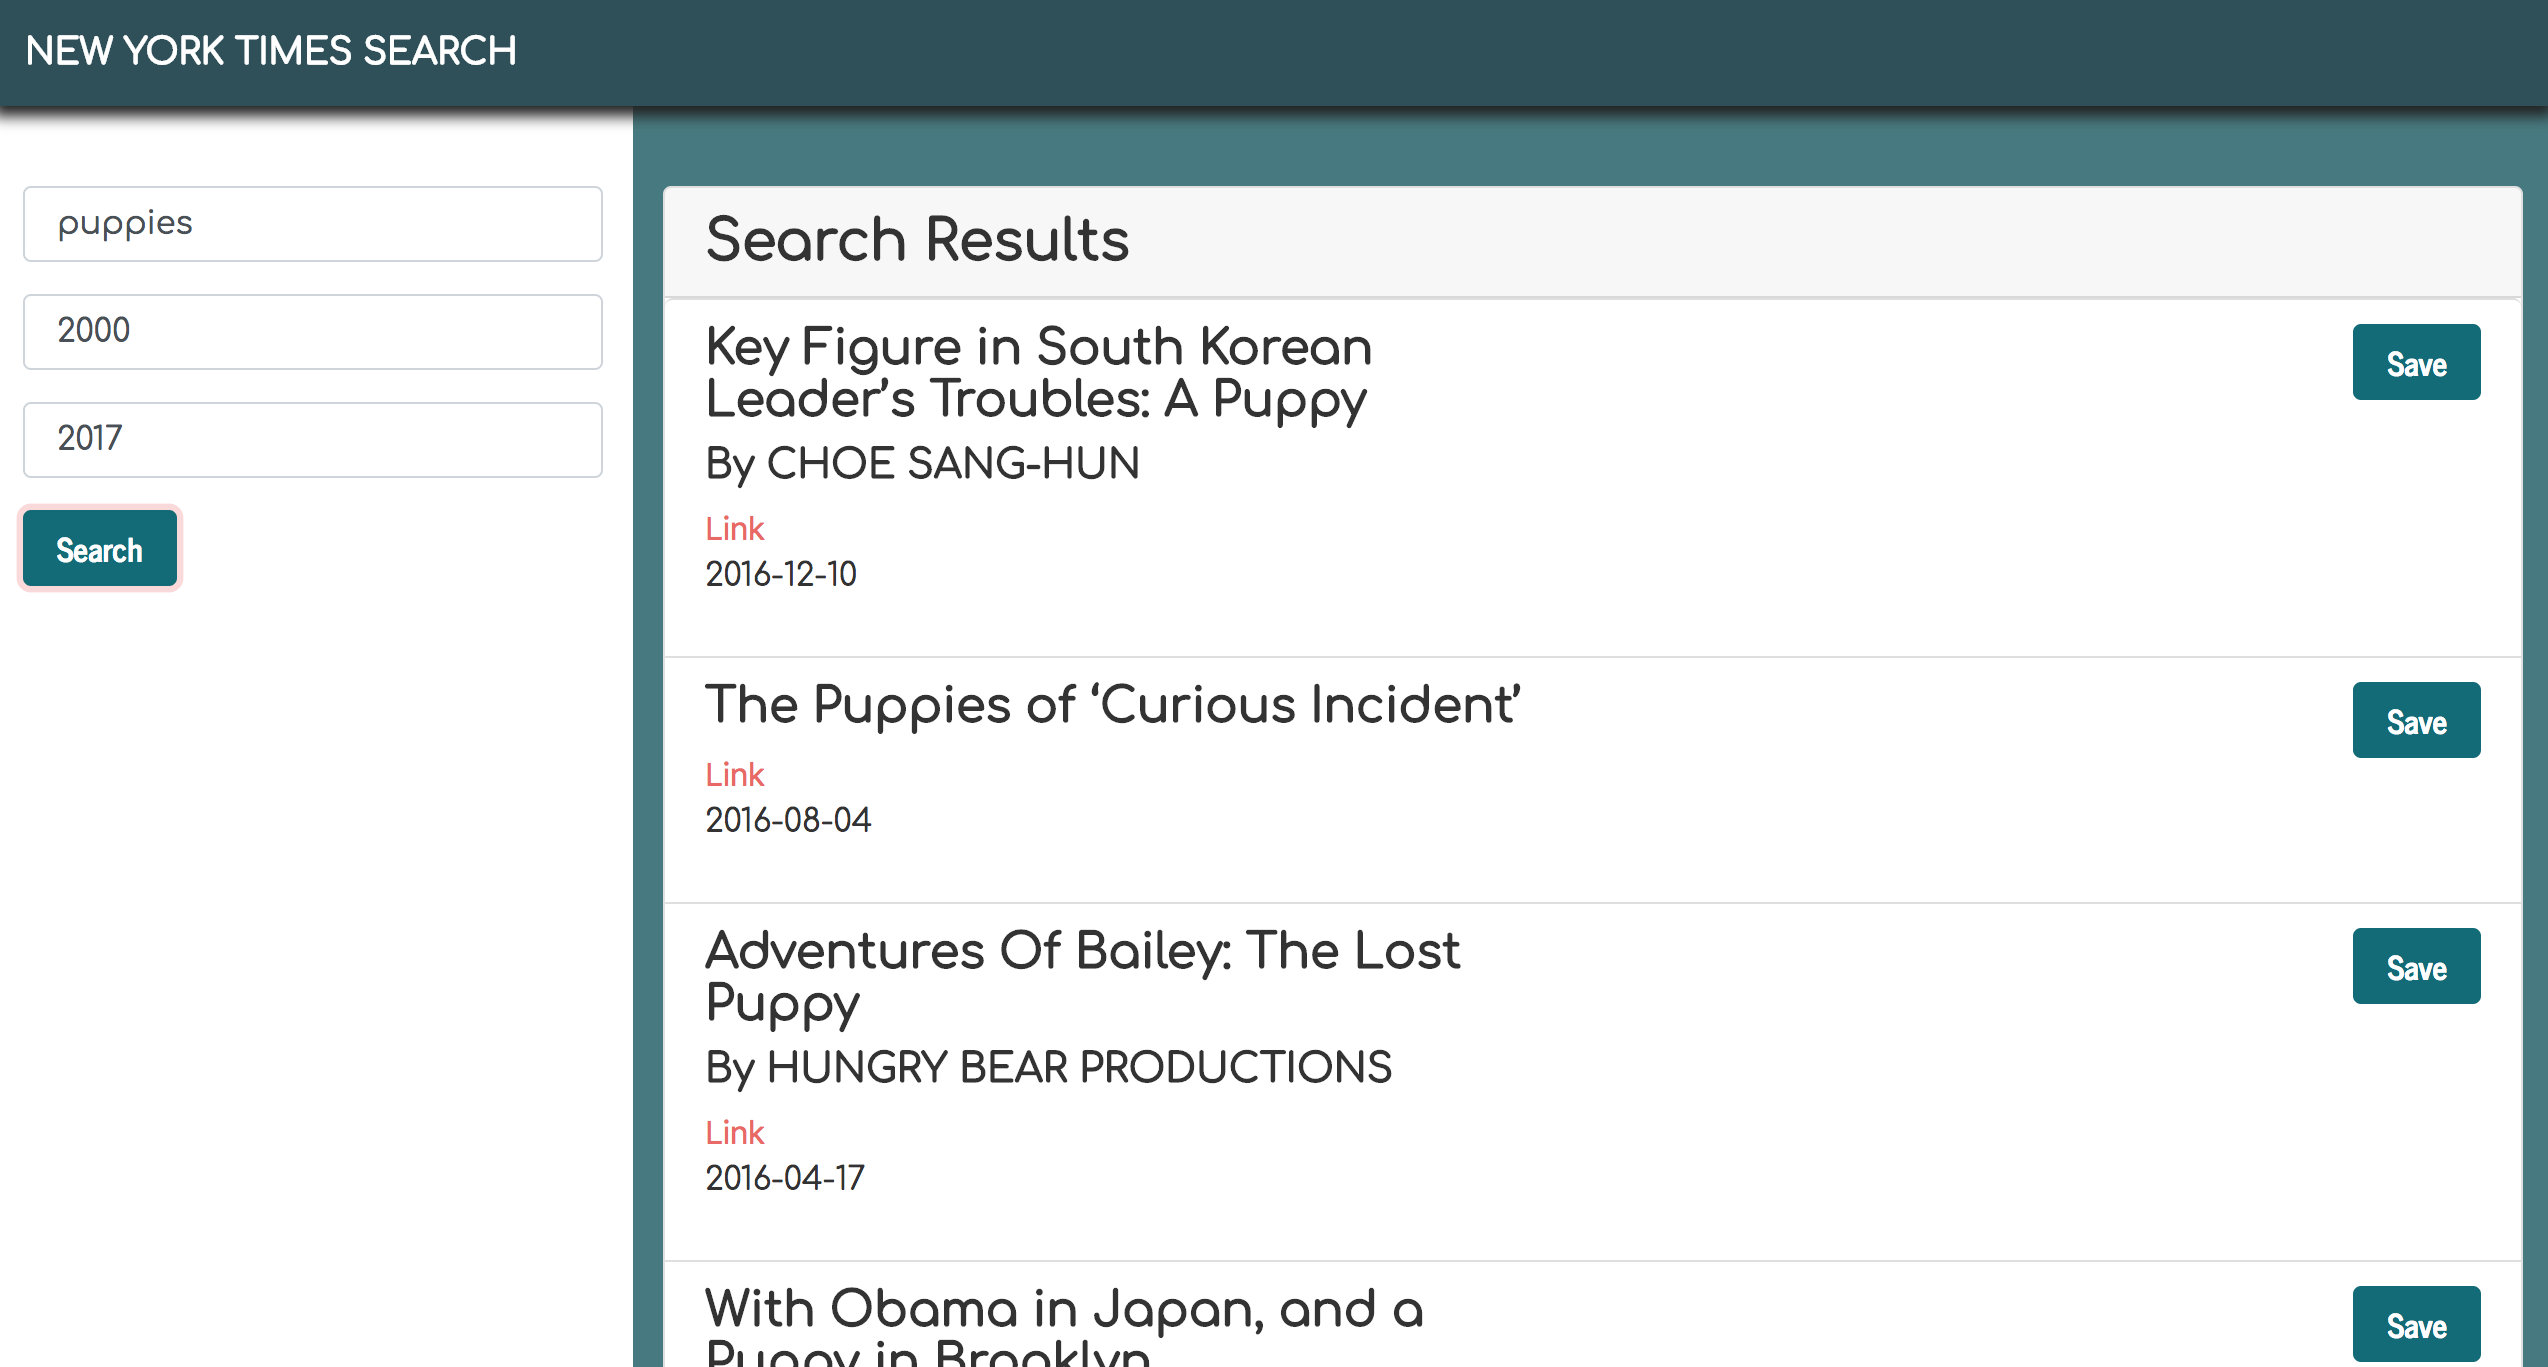 NEW YORK TIMES SEARCH
puppies
2000
2017
Search
Search Results
Key Figure in South Korean
Leader’s Troubles: A Puppy
By CHOE SANG-HUN
Link
2016-12-10
Save
The Puppies of ‘Curious Incident’
Link
2016-08-04
Save
Adventures Of Bailey: The Lost
Puppy
By HUNGRY BEAR PRODUCTIONS
Link
2016-04-17
Save
With Obama in Japan, and a
Puppy in Brooklyn
Save